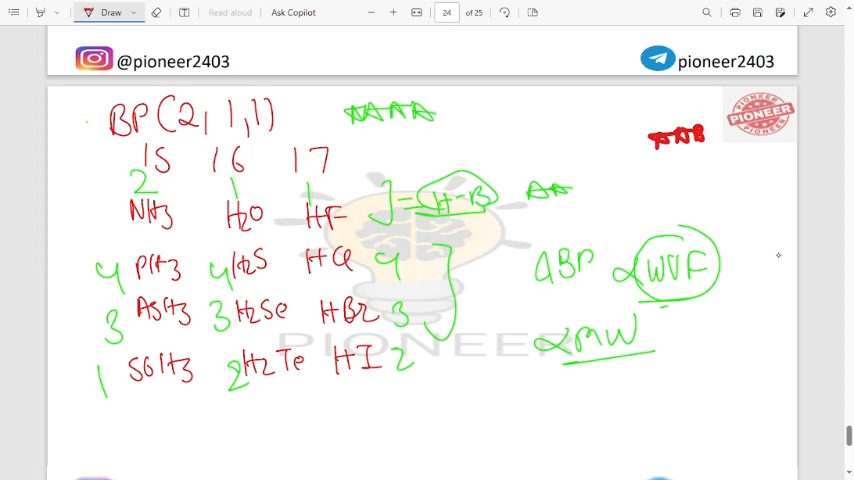 Draw
Read aloud
Ask Copilot
24
of 25
@pioneer2403
pioneer2403
PIONEER
BP(2,1,1)
15 16 17
2 1 1
NH3 H2O HF ] = H-B
4 PH3 4 H2S HCl 4
3 AsH3 3 H2Se HBr 3
1 SbH3 2 H2Te HI 2
BP ∝ WVF
∝ MW
PIONEER